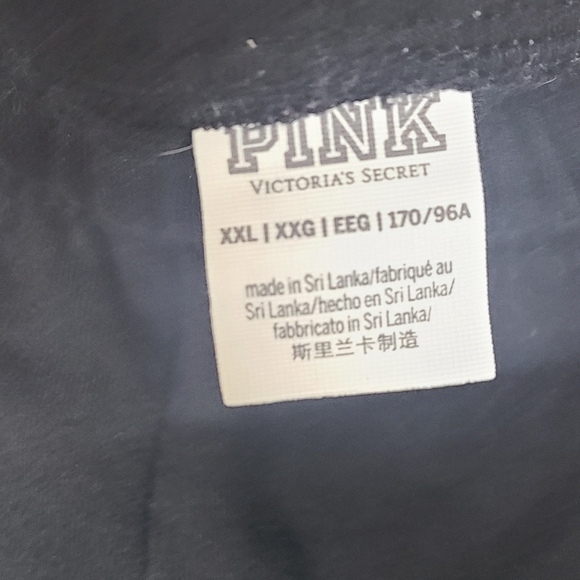 PINK
VICTORIA'S SECRET
XXL | XXG | EEG | 170/96A
made in Sri Lanka/fabriqué au
Sri Lanka/hecho en Sri Lanka/
fabbricato in Sri Lanka/
斯里兰卡制造